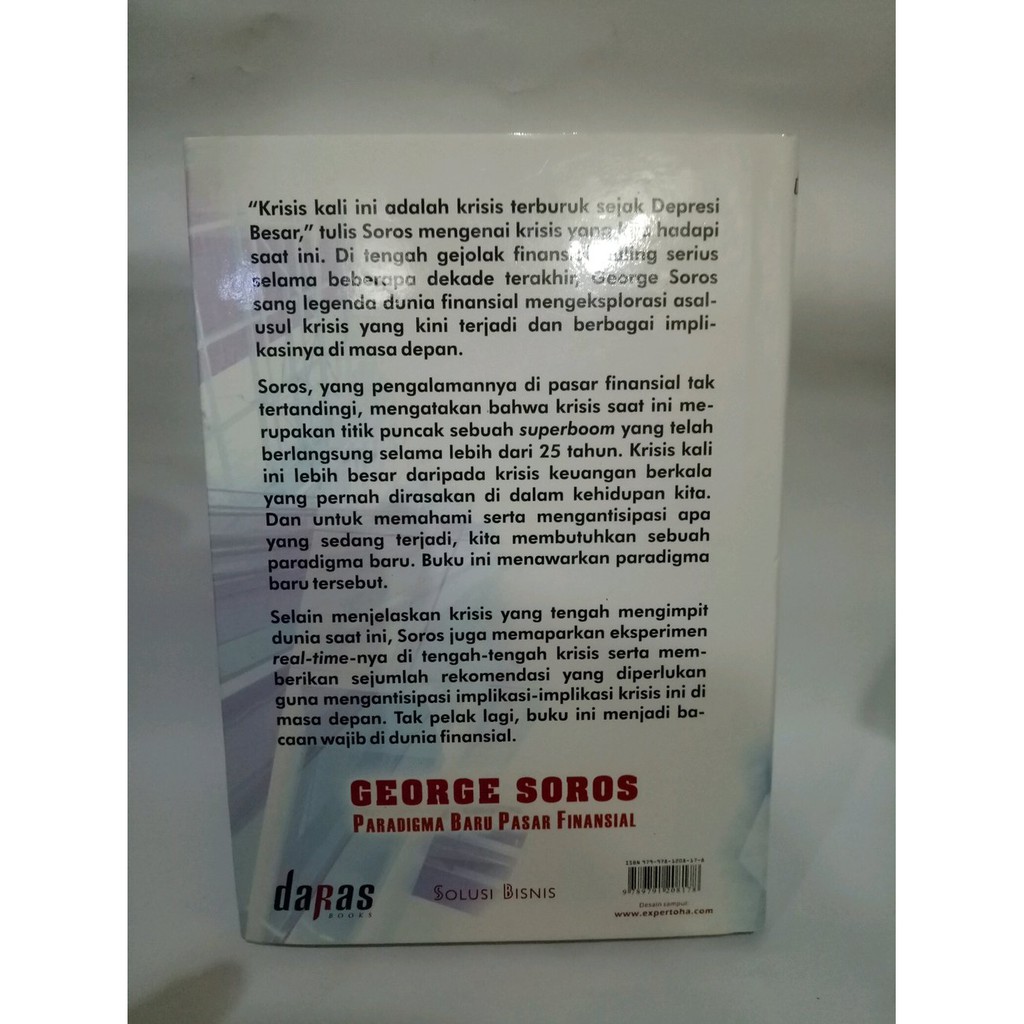 "Krisis kali ini adalah krisis terburuk sejak Depresi
Besar," tulis Soros mengenai krisis yang kita hadapi
saat ini. Di tengah gejolak finansial paling serius
selama beberapa dekade terakhir, George Soros
sang legenda dunia finansial mengeksplorasi asal-
usul krisis yang kini terjadi dan berbagai impli-
kasinya di masa depan.
Soros, yang pengalamannya di pasar finansial tak
tertandingi, mengatakan bahwa krisis saat ini me-
rupakan titik puncak sebuah superboom yang telah
berlangsung selama lebih dari 25 tahun. Krisis kali
ini lebih besar daripada krisis keuangan berkala
yang pernah dirasakan di dalam kehidupan kita.
Dan untuk memahami serta mengantisipasi apa
yang sedang terjadi, kita membutuhkan sebuah
paradigma baru. Buku ini menawarkan paradigma
baru tersebut.
Selain menjelaskan krisis yang tengah mengimpit
dunia saat ini, Soros juga memaparkan eksperimen
real-time-nya di tengah-tengah krisis serta mem-
berikan sejumlah rekomendasi yang diperlukan
guna mengantisipasi implikasi-implikasi krisis ini di
masa depan. Tak pelak lagi, buku ini menjadi ba-
caan wajib di dunia finansial.
GEORGE SOROS
PARADIGMA BARU PASAR FINANSIAL
daras
BOOKS
SOLUSI BISNIS
Desain sampul:
www.expertoha.com